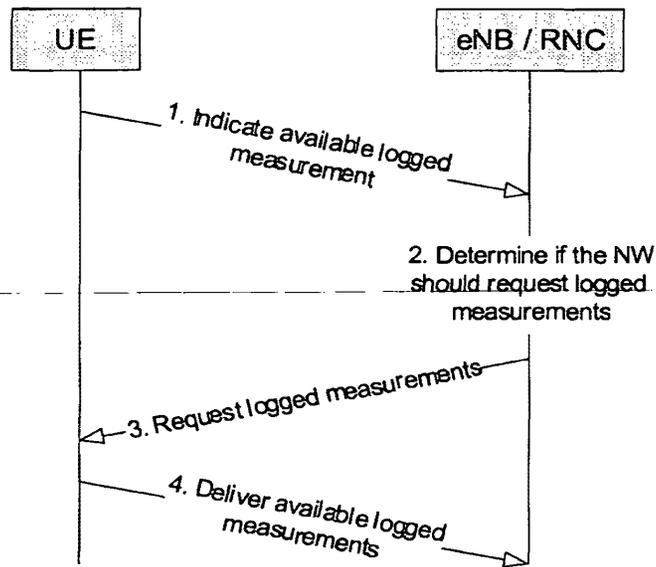 UE
eNB / RNC
1. Indicate available logged
measurement
2. Determine if the NW
should request logged
measurements
3. Request logged measurements
4. Deliver available logged
measurements